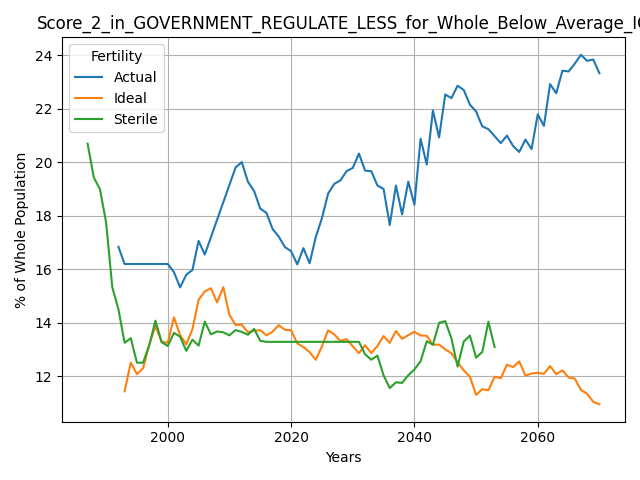 Score_2_in_GOVERNMENT_REGULATE_LESS_for_Whole_Below_Average_I
Fertility
Actual
Ideal
Sterile
% of Whole Population
24
22
20
18
16
14
12
2000
2020
2040
2060
Years